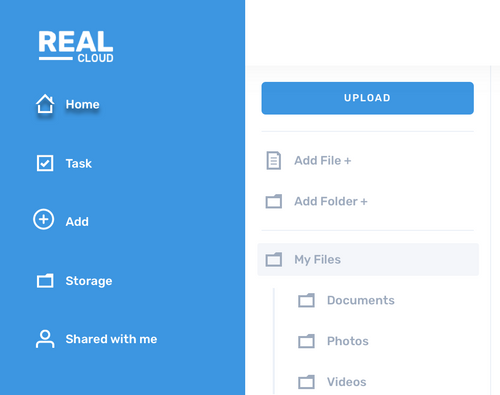 REAL
CLOUD
Home
Task
Add
Storage
Shared with me
UPLOAD
Add File +
Add Folder +
My Files
Documents
Photos
Videos